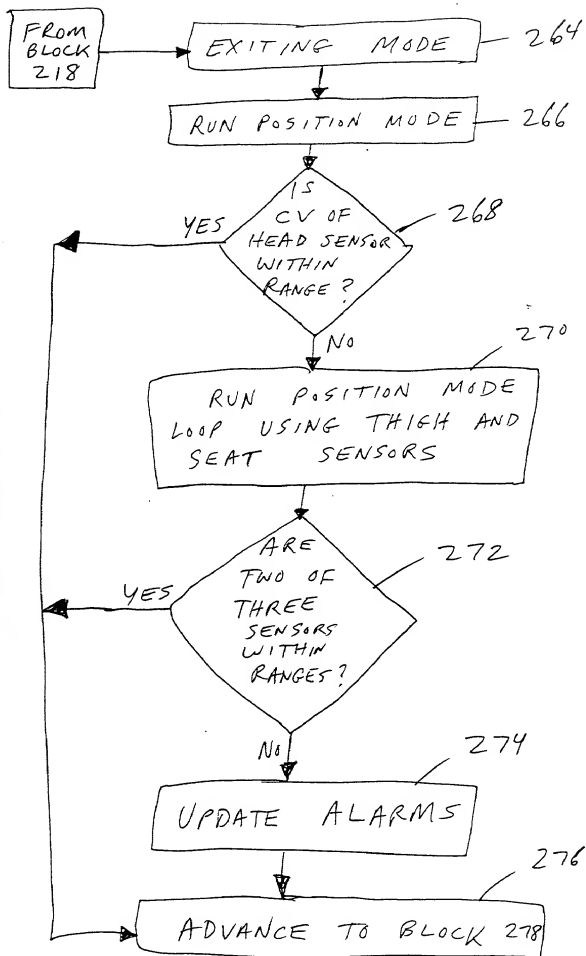 FROM
BLOCK
218
EXITING MODE
264
RUN POSITION MODE
266
IS
CV OF
HEAD SENSOR
WITHIN
RANGE?
268
YES
NO
270
RUN POSITION MODE
LOOP USING THIGH AND
SEAT SENSORS
ARE
TWO OF
THREE
SENSORS
WITHIN
RANGES?
272
YES
NO
274
UPDATE ALARMS
276
ADVANCE TO BLOCK 278